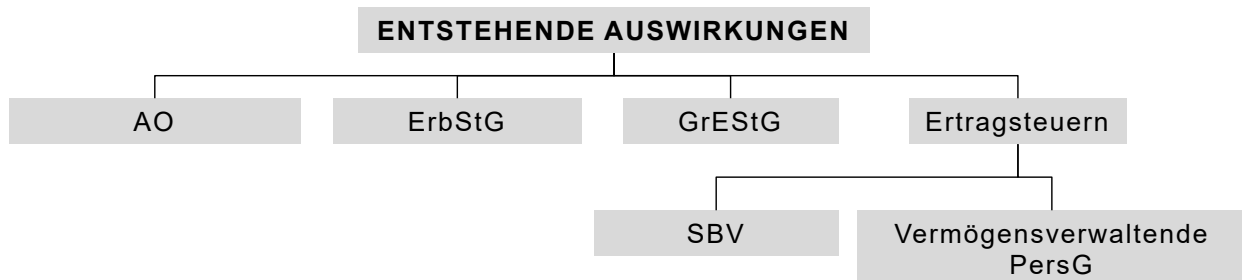 ENTSTEHENDE AUSWIRKUNGEN
AO
ErbStG
GrEStG
Ertragsteuern
SBV
Vermögensverwaltende
PersG